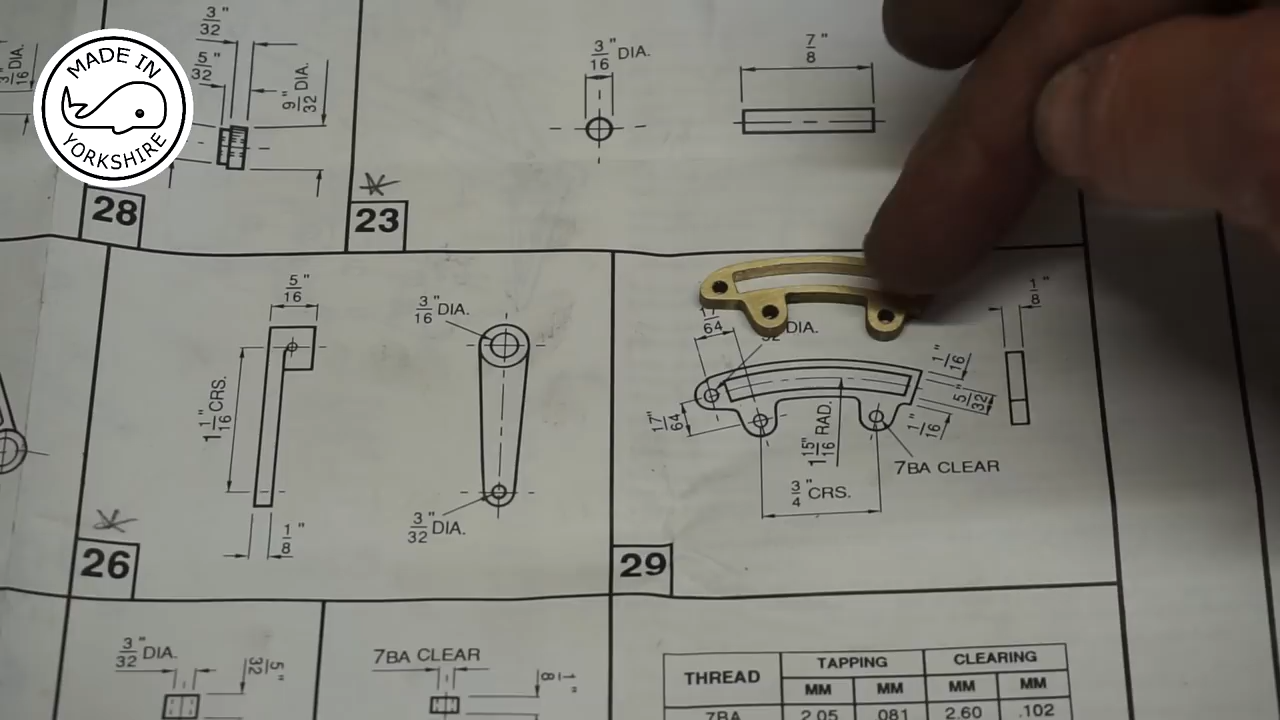 MADE IN
YORKSHIRE
3/16 DIA.
3/32"
5/32"
9/32" DIA.
28
3/16" DIA.
7/8"
23
5/16"
1 1/16" CRS.
1/8"
3/16" DIA.
3/32" DIA.
26
17/64
DIA.
17/64"
1 15/16" RAD.
3/4" CRS.
7BA CLEAR
1/16"
5/32"
1/16"
1/8"
29
3/32" DIA.
5/32"
7BA CLEAR
1/8"
THREAD TAPPING CLEARING
MM MM MM MM
7BA 2.05 .081 2.60 .102